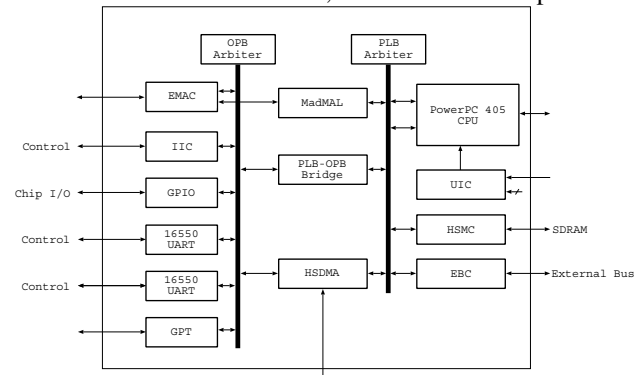 OPB
Arbiter
PLB
Arbiter
EMAC
MadMAL
PowerPC 405
CPU
Control
IIC
PLB-OPB
Bridge
UIC
Chip I/O
GPIO
HSMC
SDRAM
Control
16550
UART
HSDMA
EBC
External Bus
Control
16550
UART
GPT